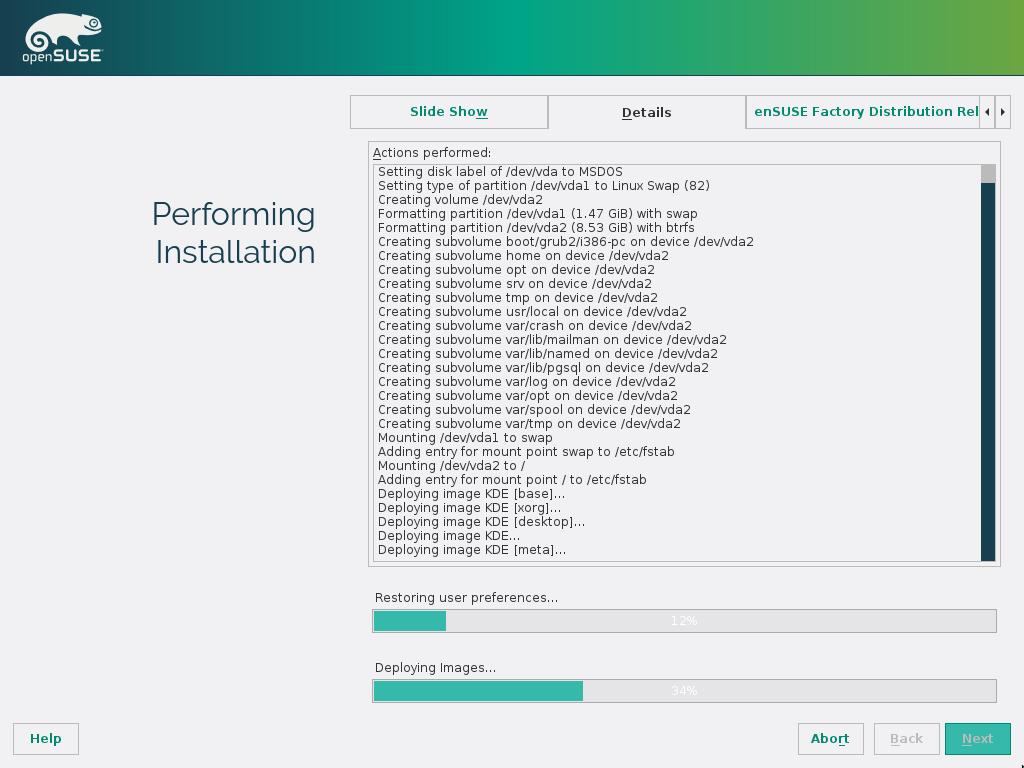 openSUSE
Slide Show
Details
enSUSE Factory Distribution Rel
Performing
Installation
Actions performed:
Setting disk label of /dev/vda to MSDOS
Setting type of partition /dev/vda1 to Linux Swap (82)
Creating volume /dev/vda2
Formatting partition /dev/vda1 (1.47 GiB) with swap
Formatting partition /dev/vda2 (8.53 GiB) with btrfs
Creating subvolume boot/grub2/i386-pc on device /dev/vda2
Creating subvolume home on device /dev/vda2
Creating subvolume opt on device /dev/vda2
Creating subvolume srv on device /dev/vda2
Creating subvolume tmp on device /dev/vda2
Creating subvolume usr/local on device /dev/vda2
Creating subvolume var/crash on device /dev/vda2
Creating subvolume var/lib/mailman on device /dev/vda2
Creating subvolume var/lib/named on device /dev/vda2
Creating subvolume var/lib/pgsql on device /dev/vda2
Creating subvolume var/log on device /dev/vda2
Creating subvolume var/opt on device /dev/vda2
Creating subvolume var/spool on device /dev/vda2
Creating subvolume var/tmp on device /dev/vda2
Mounting /dev/vda1 to swap
Adding entry for mount point swap to /etc/fstab
Mounting /dev/vda2 to /
Adding entry for mount point / to /etc/fstab
Deploying image KDE [base]...
Deploying image KDE [xorg]...
Deploying image KDE [desktop]...
Deploying image KDE...
Deploying image KDE [meta]...
Restoring user preferences...
12%
Deploying Images...
34%
Help
Abort
Back
Next